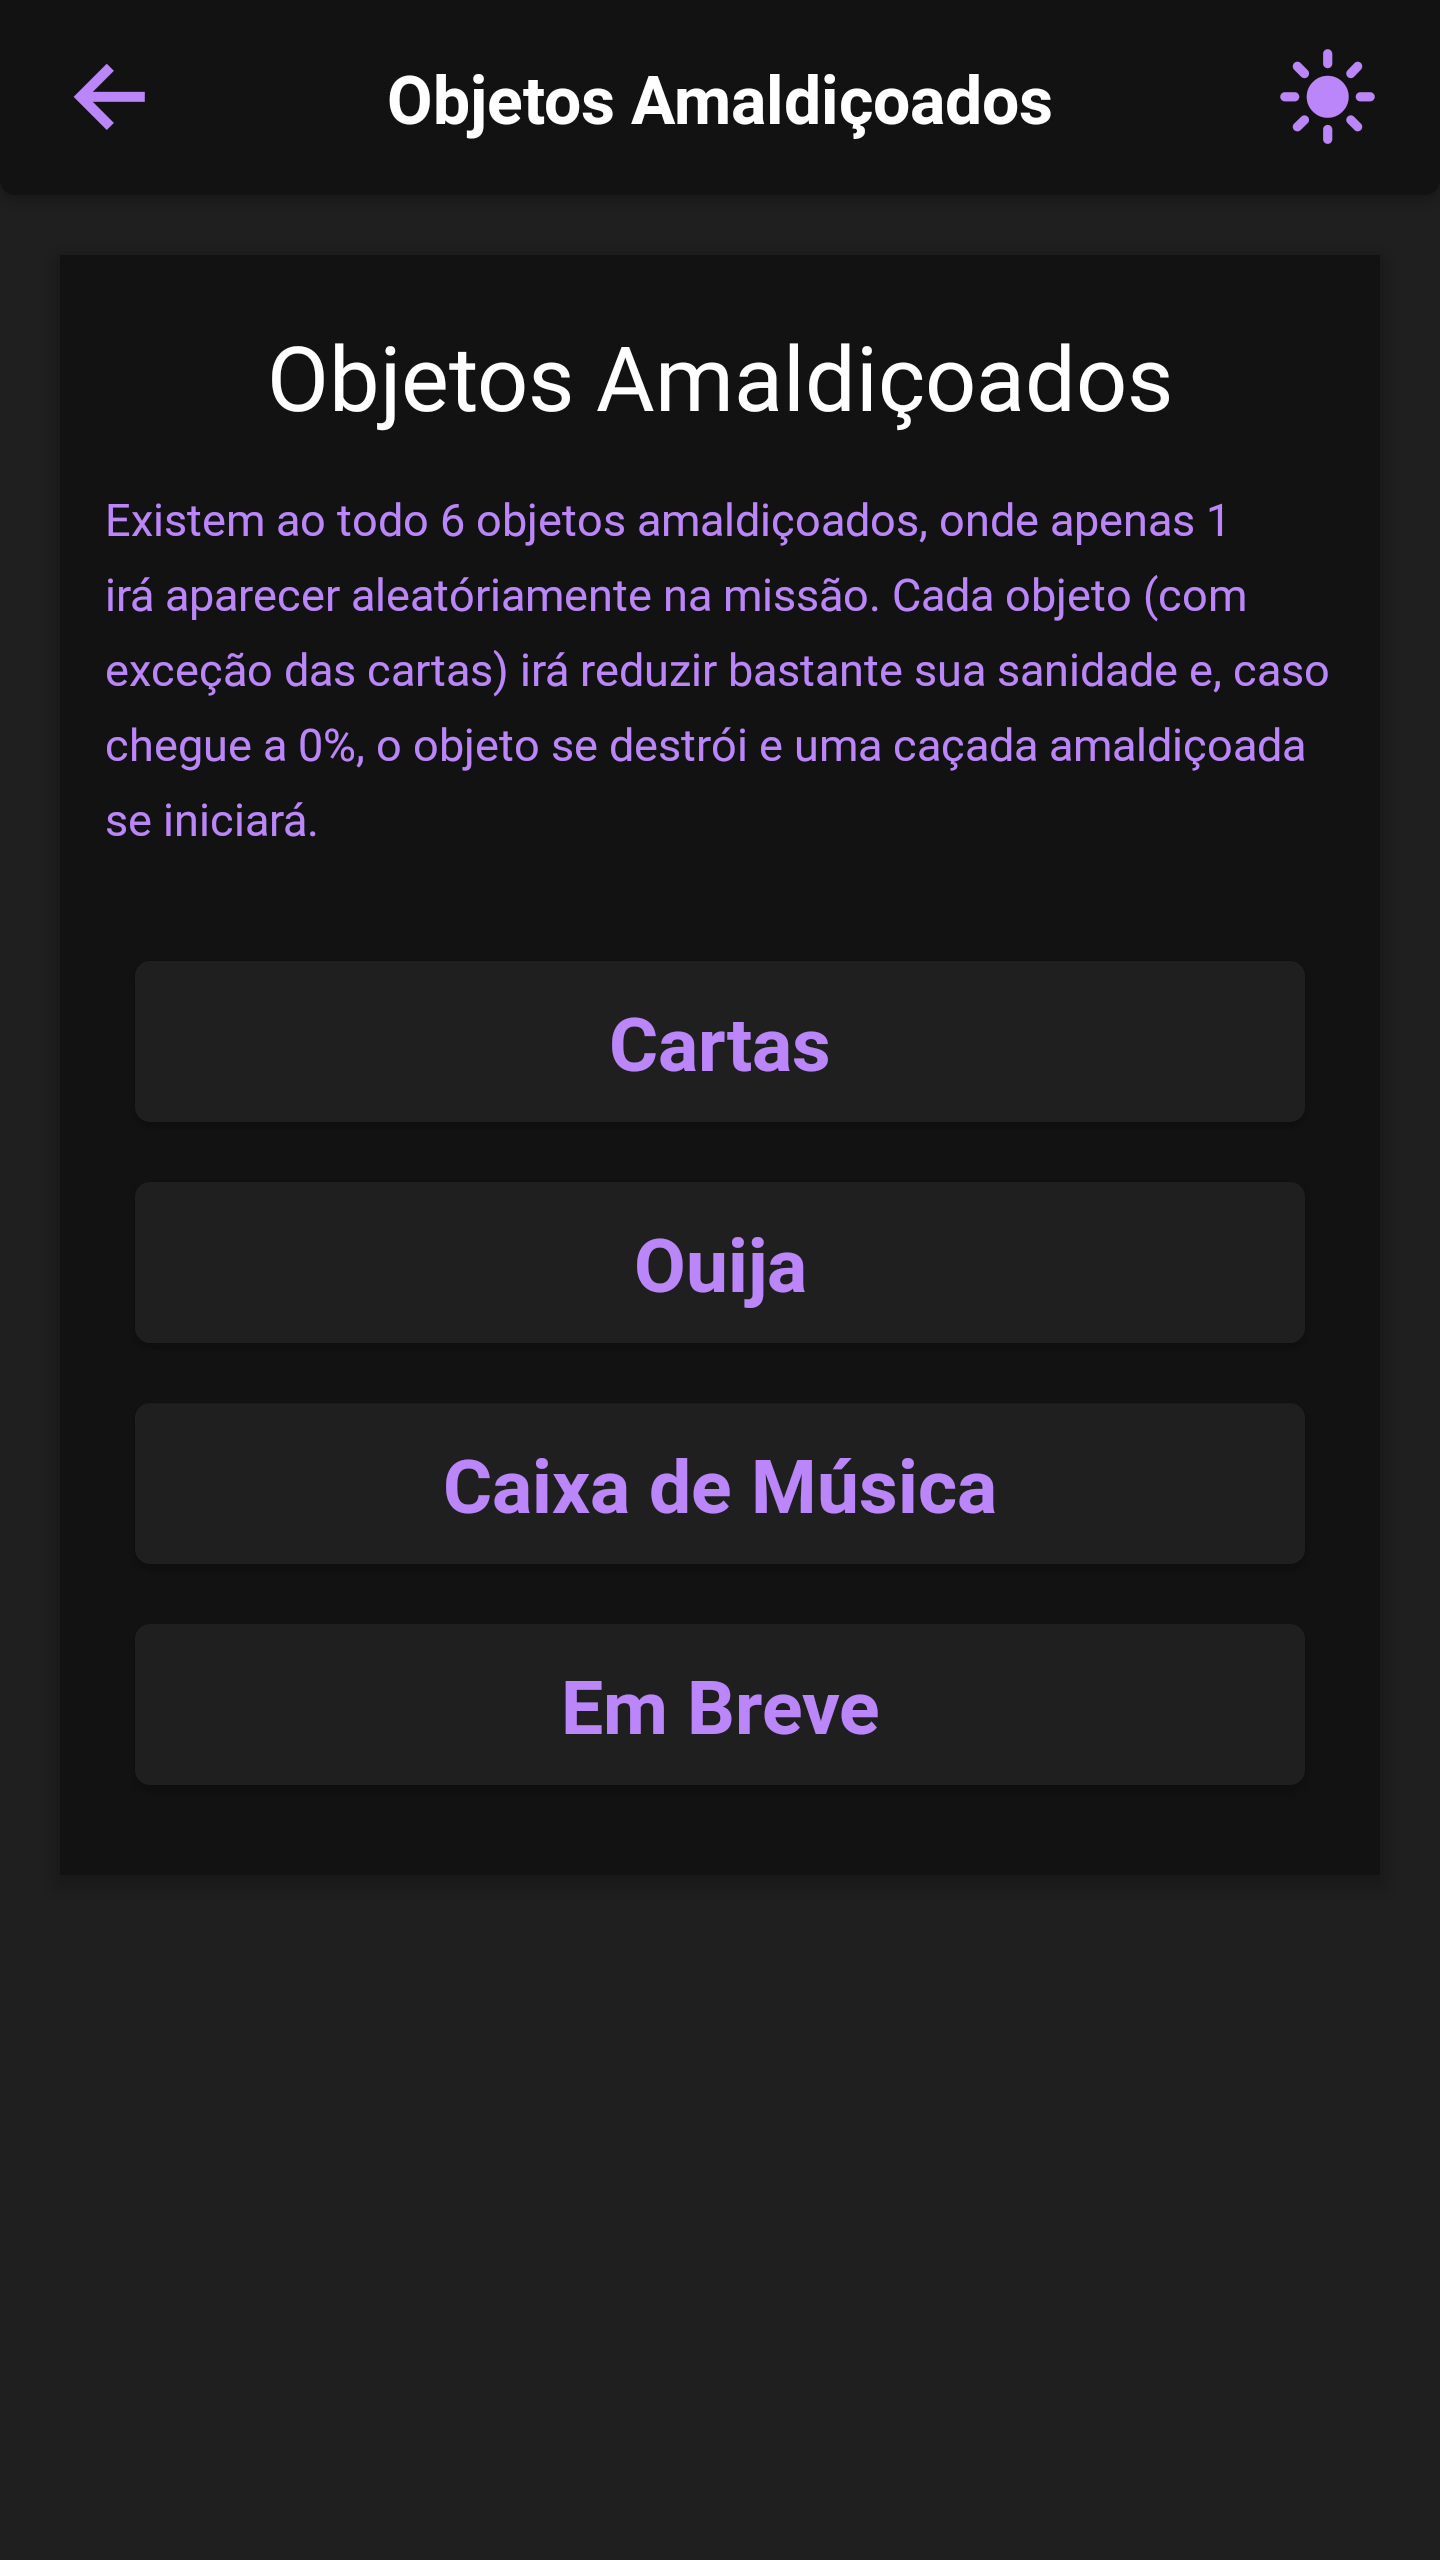 Objetos Amaldiçoados
Objetos Amaldiçoados
Existem ao todo 6 objetos amaldiçoados, onde apenas 1
irá aparecer aleatóriamente na missão. Cada objeto (com
exceção das cartas) irá reduzir bastante sua sanidade e, caso
chegue a 0%, o objeto se destrói e uma caçada amaldiçoada
se iniciará.
Cartas
Ouija
Caixa de Música
Em Breve